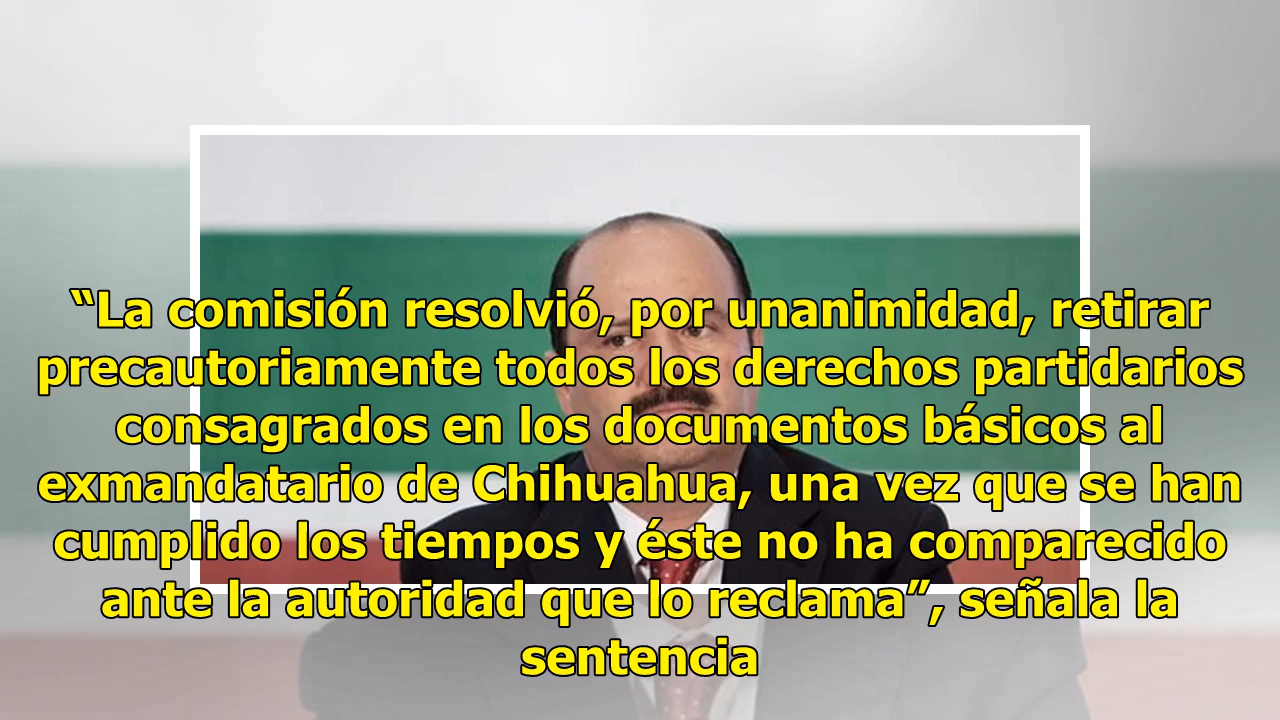 “La comisión resolvió, por unanimidad, retirar
precautoriamente todos los derechos partidarios
consagrados en los documentos básicos al
exmandatario de Chihuahua, una vez que se han
cumplido los tiempos y éste no ha comparecido
ante la autoridad que lo reclama”, señala la
sentencia